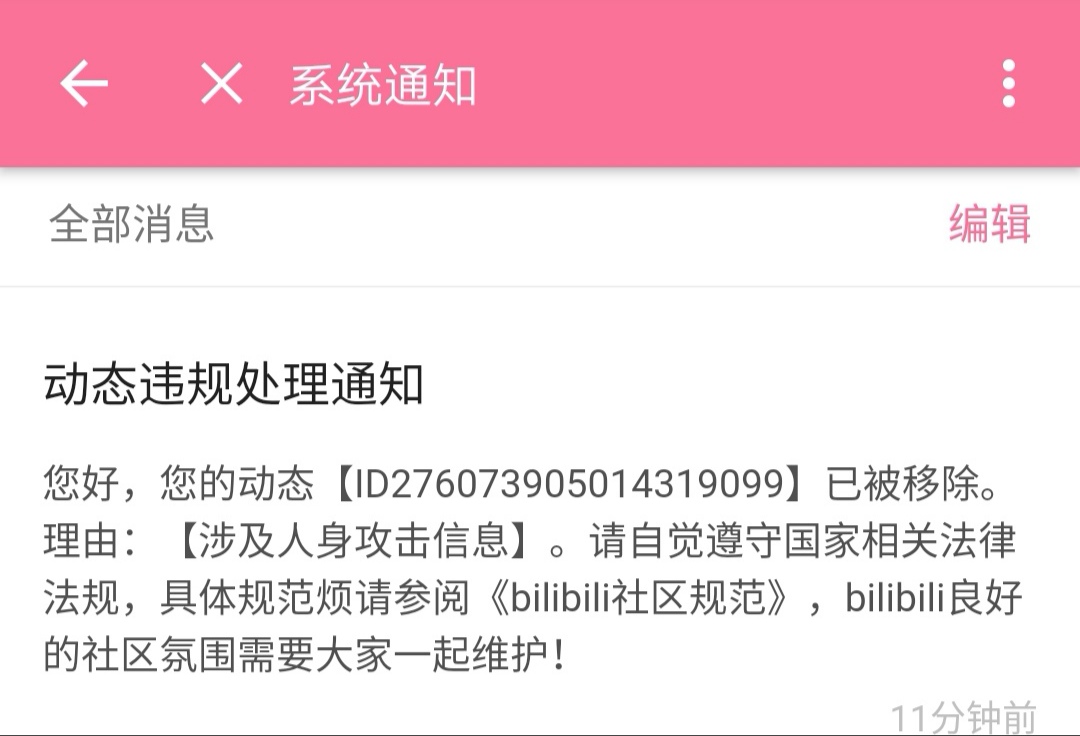 系统通知
全部消息 编辑
动态违规处理通知
您好，您的动态【ID276073905014319099】已被移除。
理由：【涉及人身攻击信息】。请自觉遵守国家相关法律
法规，具体规范烦请参阅《bilibili社区规范》，bilibili良好
的社区氛围需要大家一起维护！
11分钟前